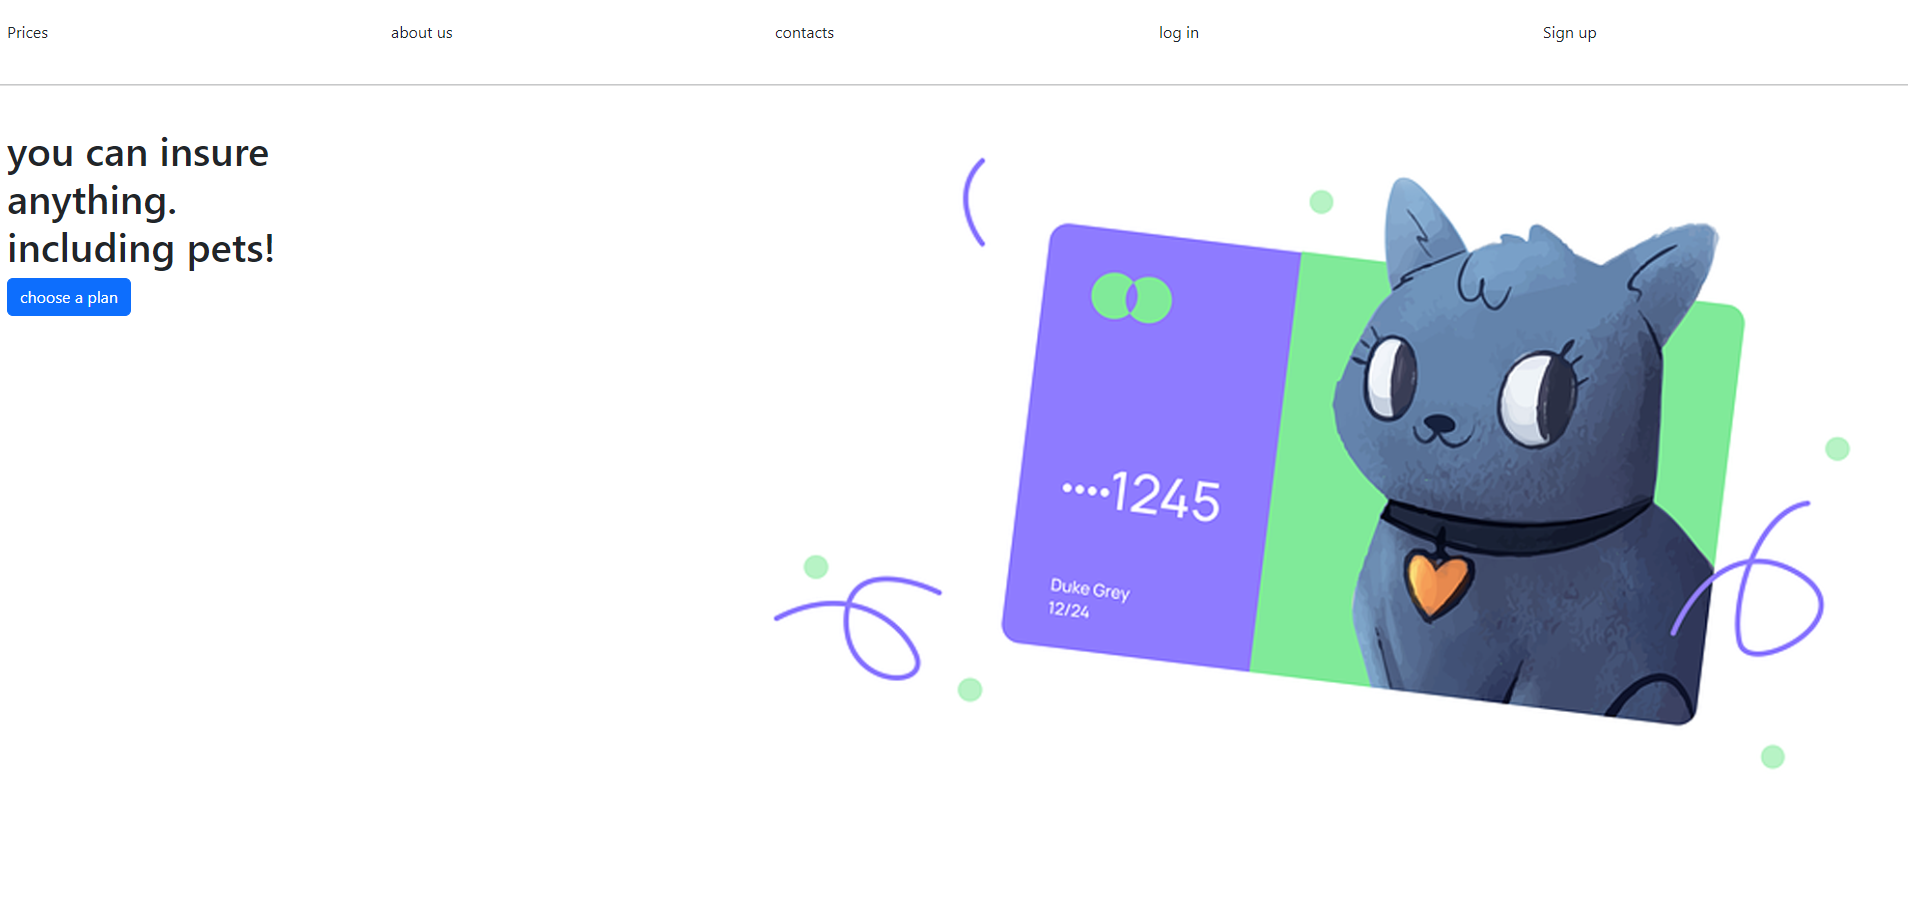 Prices about us contacts log in Sign up
you can insure
anything.
including pets!
choose a plan
••••1245
Duke Grey
12/24